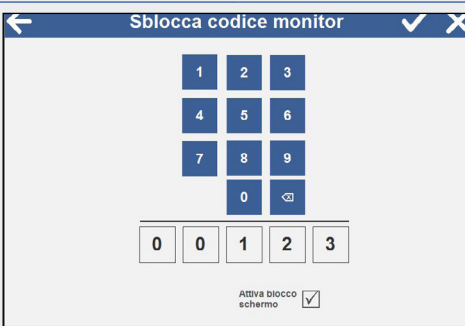 Sblocca codice monitor
1 2 3
4 5 6
7 8 9
0
0 0 1 2 3
Attiva blocco
schermo